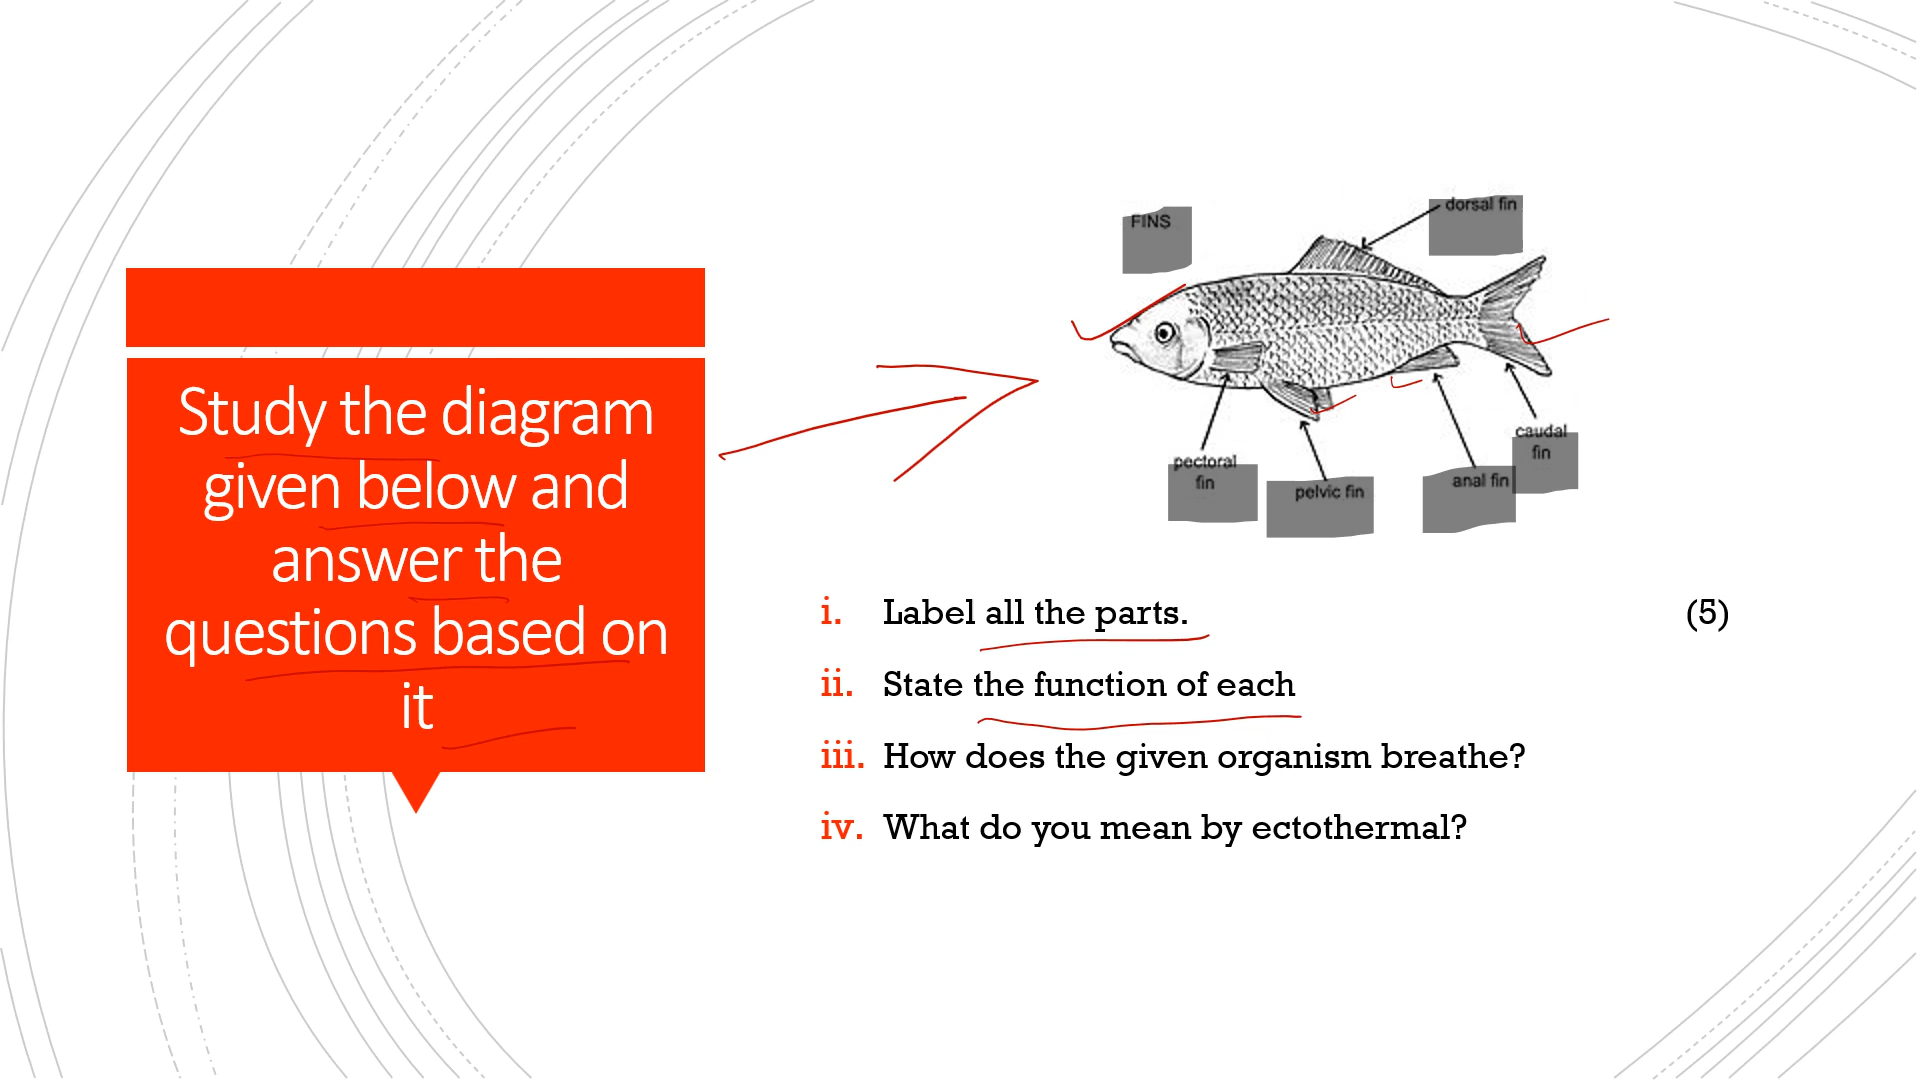 Study the diagram
given below and
answer the
questions based on
it
FINS
dorsal fin
pectoral
fin
pelvic fin
anal fin
caudal
fin
i. Label all the parts. (5)
ii. State the function of each
iii. How does the given organism breathe?
iv. What do you mean by ectothermal?